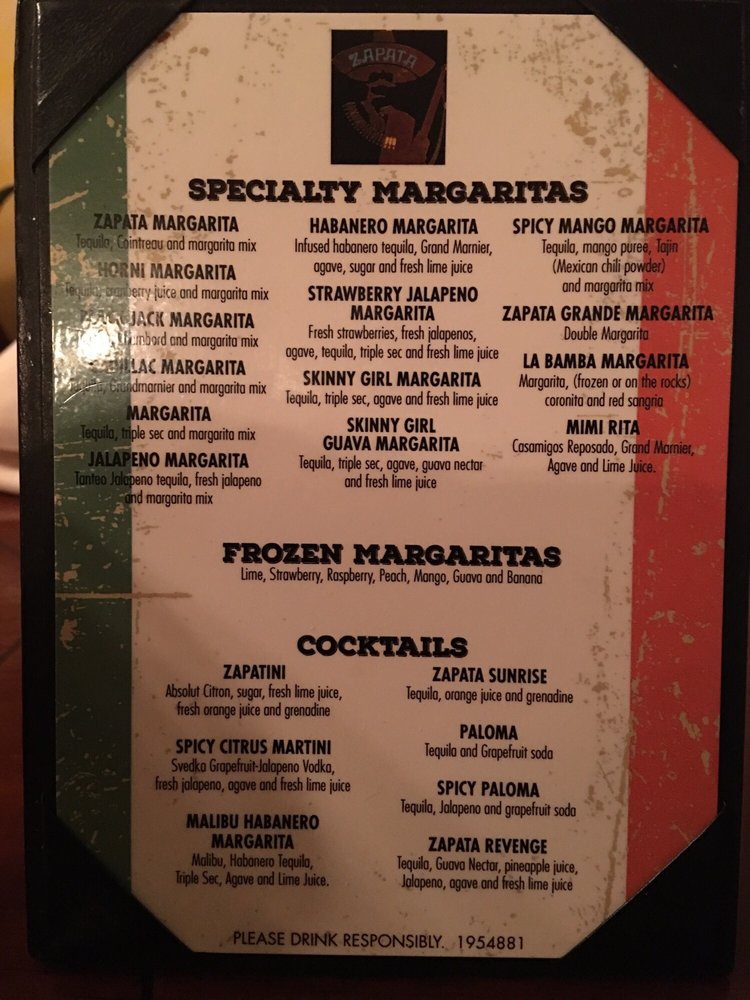 ZAPATA
SPECIALTY MARGARITAS
ZAPATA MARGARITA
Tequila, Cointreau and margarita mix
HORNI MARGARITA
Tequila, cranberry juice and margarita mix
JACK MARGARITA
and margarita mix
MARGARITA
Grandmarnier and margarita mix
MARGARITA
Tequila, triple sec and margarita mix
JALAPENO MARGARITA
Tanteo Jalapeno tequila, fresh jalapeno
and margarita mix
HABANERO MARGARITA
Infused habanero tequila, Grand Marnier,
agave, sugar and fresh lime juice
STRAWBERRY JALAPENO
MARGARITA
Fresh strawberries, fresh jalapenos,
agave, tequila, triple sec and fresh lime juice
SKINNY GIRL MARGARITA
Tequila, triple sec, agave and fresh lime juice
SKINNY GIRL
GUAVA MARGARITA
Tequila, triple sec, agave, guava nectar
and fresh lime juice
SPICY MANGO MARGARITA
Tequila, mango puree, Tajin
(Mexican chili powder)
and margarita mix
ZAPATA GRANDE MARGARITA
Double Margarita
LA BAMBA MARGARITA
Margarita, (frozen or on the rocks)
coronita and red sangria
MIMI RITA
Casamigos Reposado, Grand Marnier,
Agave and Lime Juice.
FROZEN MARGARITAS
Lime, Strawberry, Raspberry, Peach, Mango, Guava and Banana
COCKTAILS
ZAPATINI
Absolut Citron, sugar, fresh lime juice,
fresh orange juice and grenadine
SPICY CITRUS MARTINI
Svedka Grapefruit-Jalapeno Vodka,
fresh jalapeno, agave and fresh lime juice
MALIBU HABANERO
MARGARITA
Malibu, Habanero Tequila,
Triple Sec, Agave and Lime Juice.
ZAPATA SUNRISE
Tequila, orange juice and grenadine
PALOMA
Tequila and Grapefruit soda
SPICY PALOMA
Tequila, Jalapeno and grapefruit soda
ZAPATA REVENGE
Tequila, Guava Nectar, pineapple juice,
Jalapeno, agave and fresh lime juice
PLEASE DRINK RESPONSIBLY. 1954881